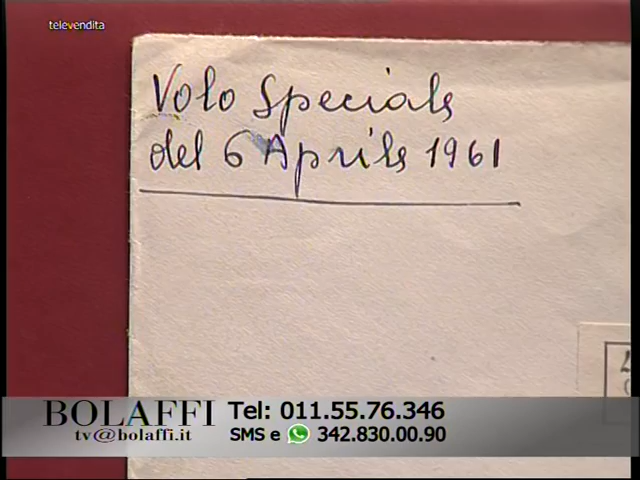 televendita
Volo Speciale
del 6 Aprile 1961
BOLAFFI
tv@bolaffi.it
Tel: 011.55.76.346
SMS e 342.830.00.90